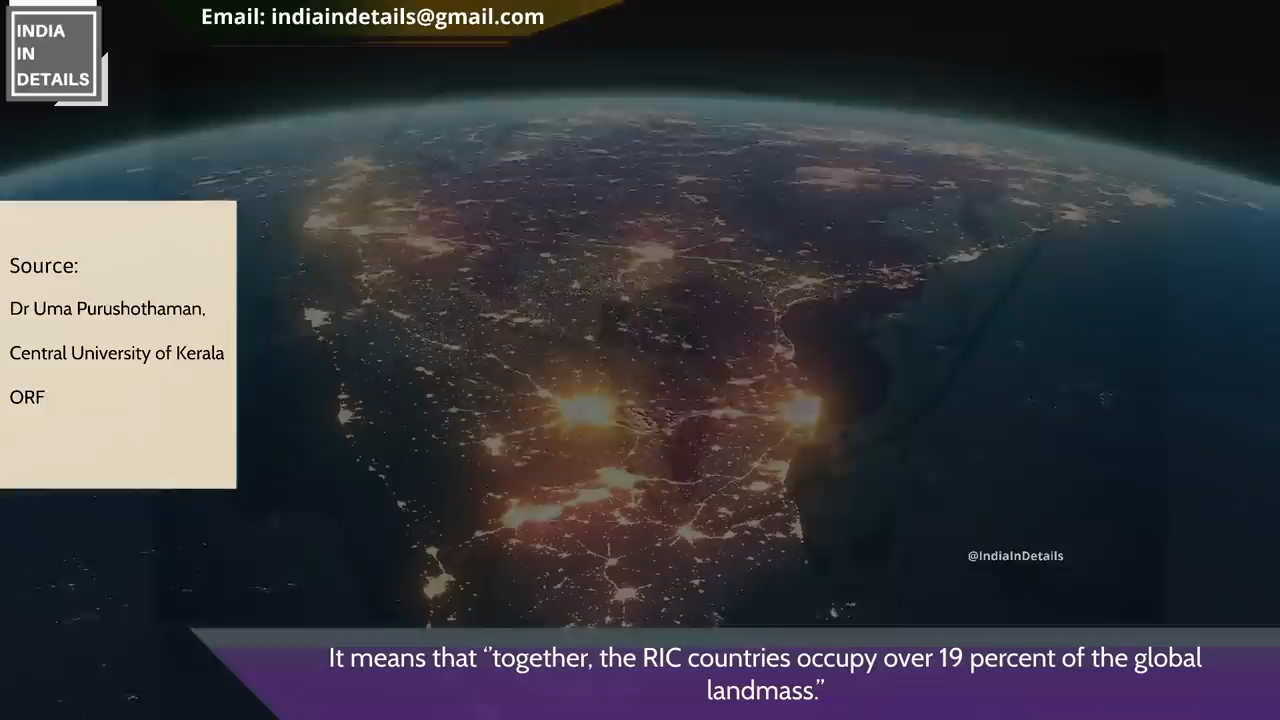 Email: indiaindetails@gmail.com
INDIA
IN
DETAILS
Source:
Dr Uma Purushothaman,
Central University of Kerala
ORF
@IndiaInDetails
It means that ‘’together, the RIC countries occupy over 19 percent of the global
landmass.’’